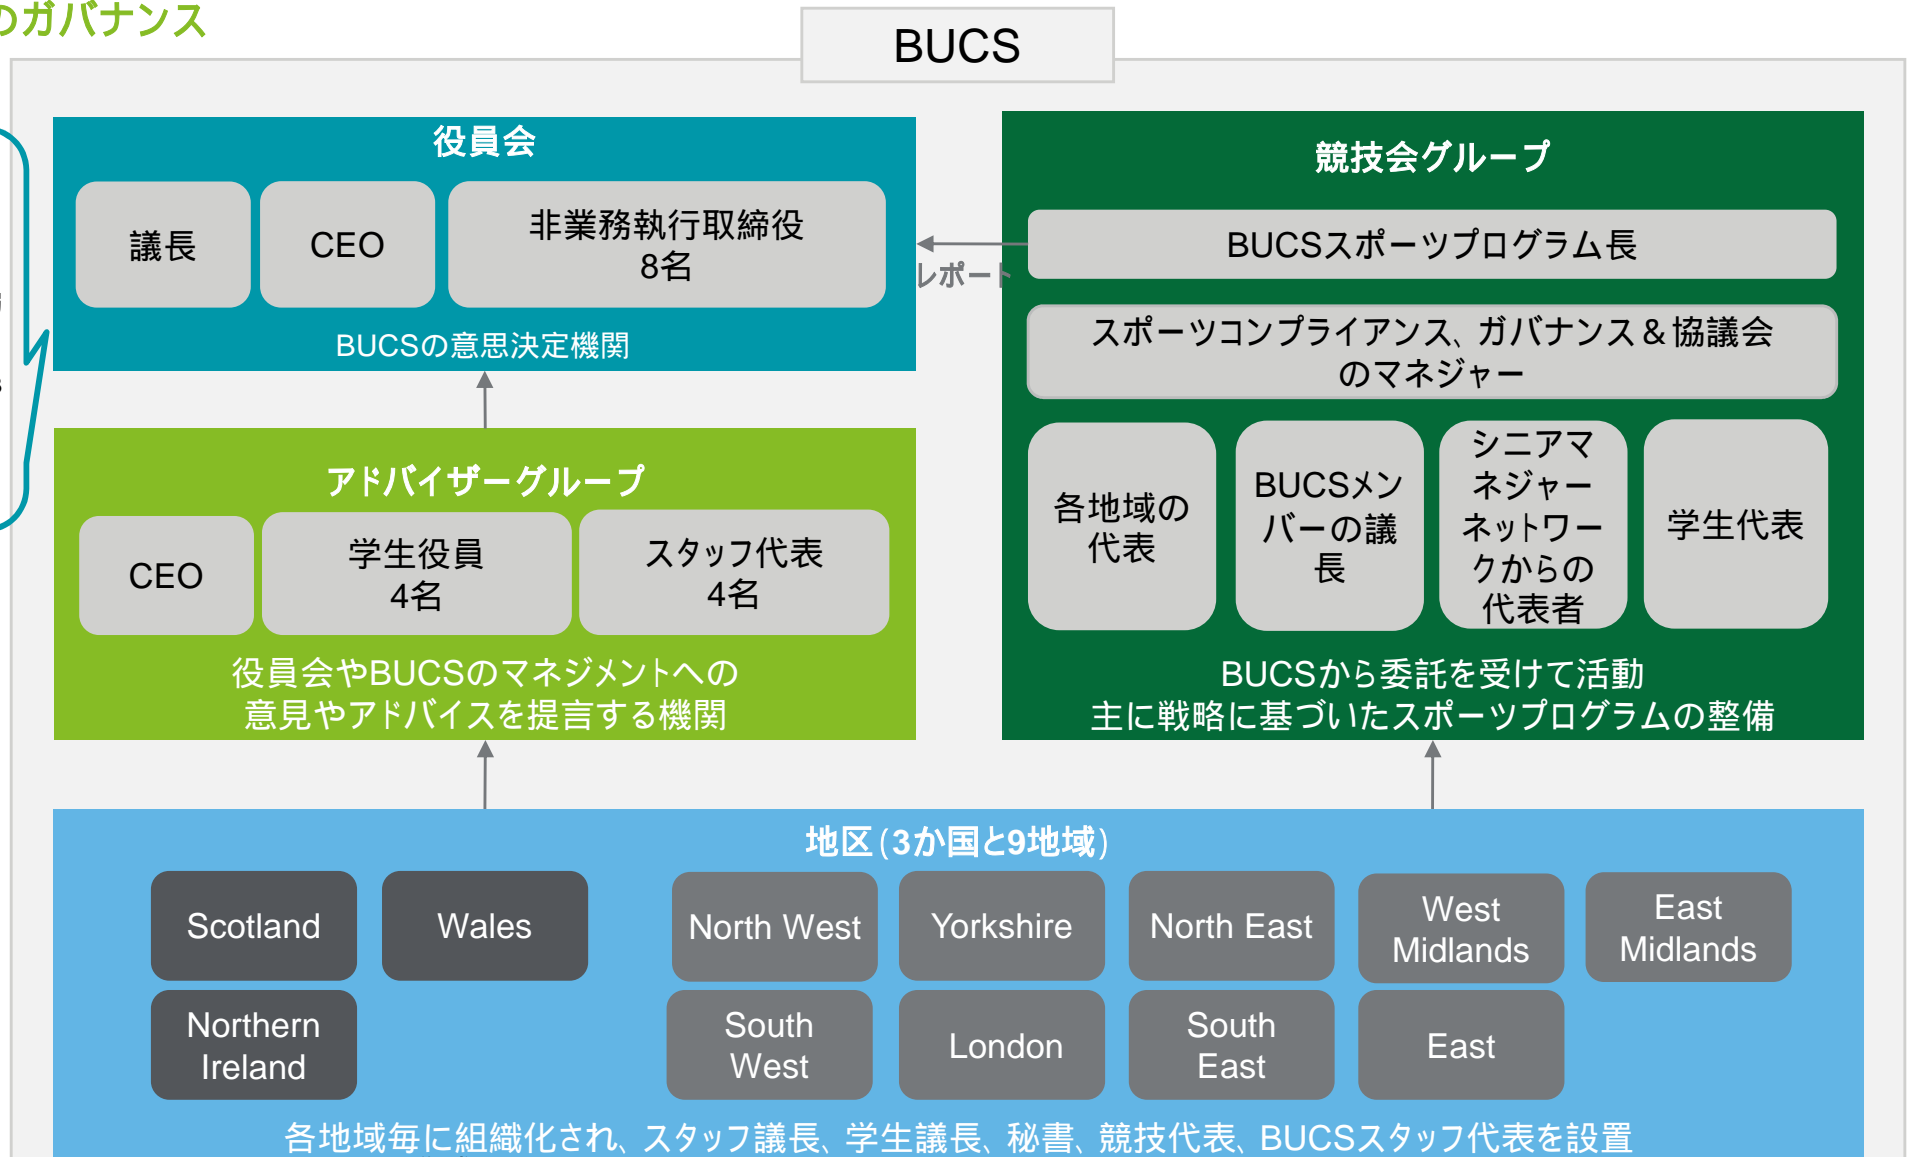 のガバナンス
BUCS
役員会
議長
CEO
非業務執行取締役
8名
BUCSの意思決定機関
レポート
競技会グループ
BUCSスポーツプログラム長
スポーツコンプライアンス、ガバナンス＆協議会
のマネジャー
各地域の
代表
BUCSメン
バーの議
長
シニアマ
ネジャー
ネットワー
クからの
代表者
学生代表
BUCSから委託を受けて活動
主に戦略に基づいたスポーツプログラムの整備
アドバイザーグループ
CEO
学生役員
4名
スタッフ代表
4名
役員会やBUCSのマネジメントへの
意見やアドバイスを提言する機関
地区（3か国と9地域）
Scotland
Wales
Northern
Ireland
North West
Yorkshire
North East
West
Midlands
East
Midlands
South
West
London
South
East
East
各地域毎に組織化され、スタッフ議長、学生議長、秘書、競技代表、BUCSスタッフ代表を設置